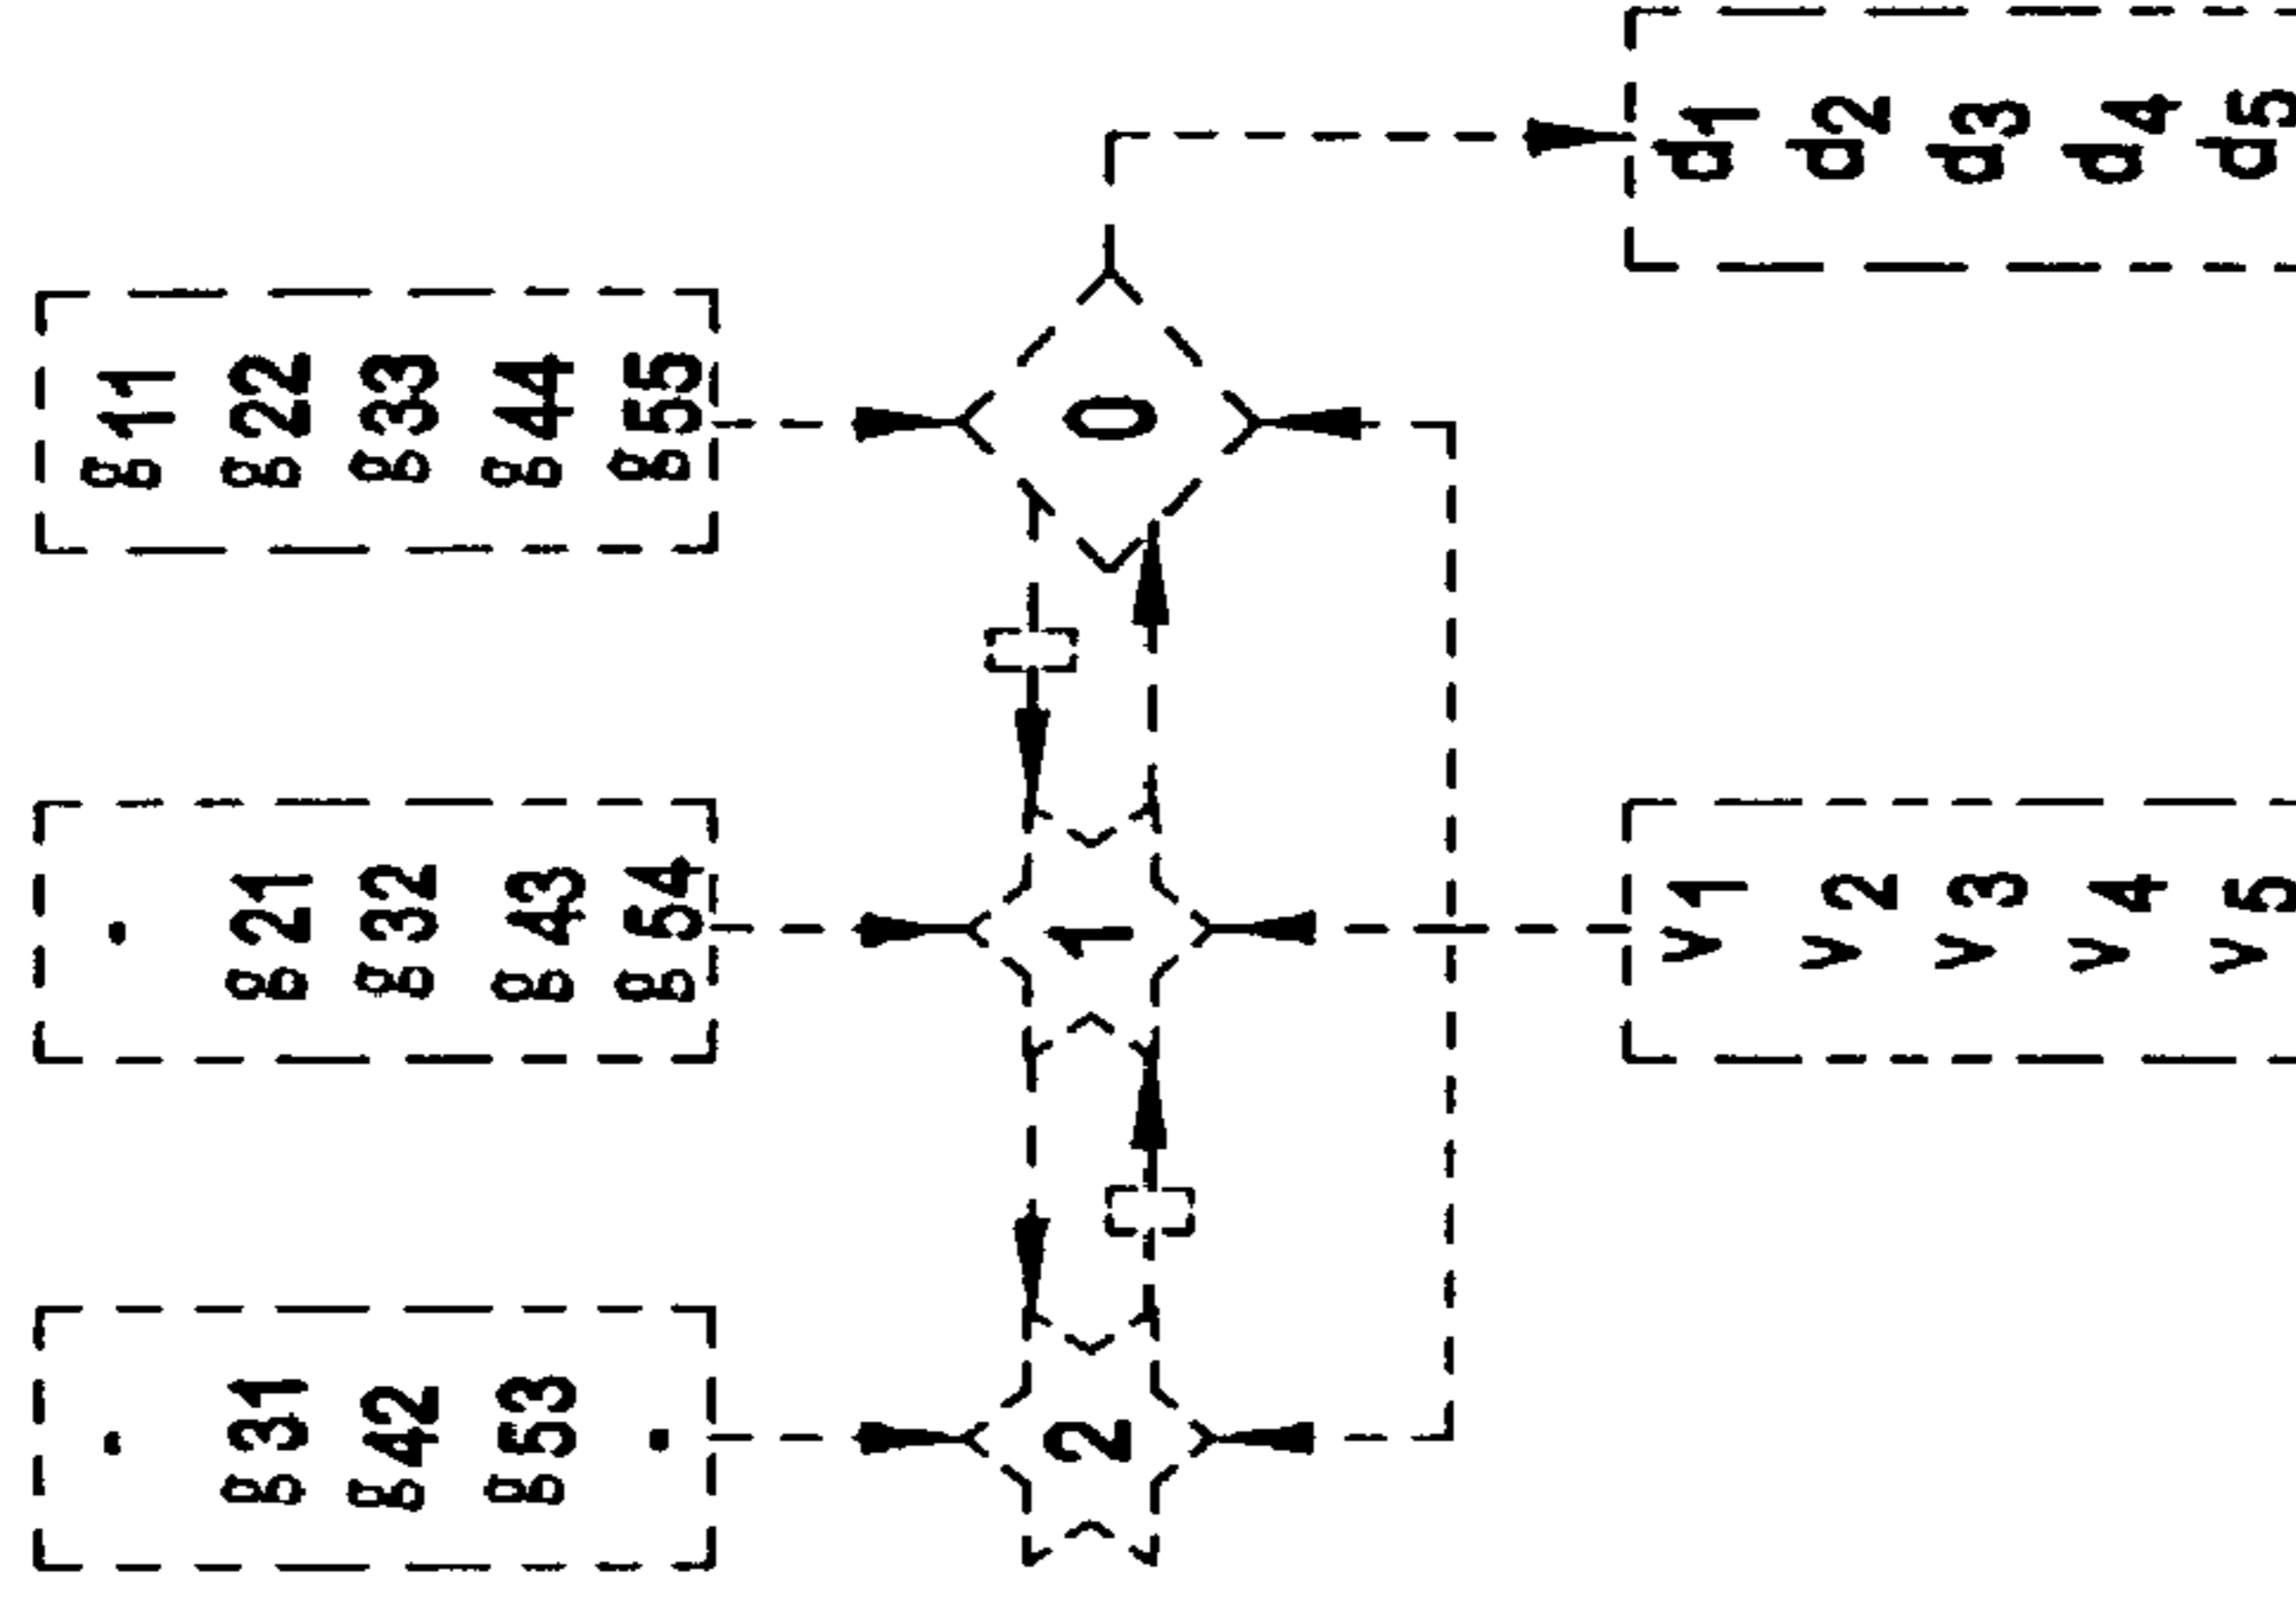 d1 d2 d3 d4 d5
g11 g22 g33 g44 g55
0
. g21 g32 g43 g54
1
v1 v2 v3 v4 v5
. g31 g42 g53 .
2